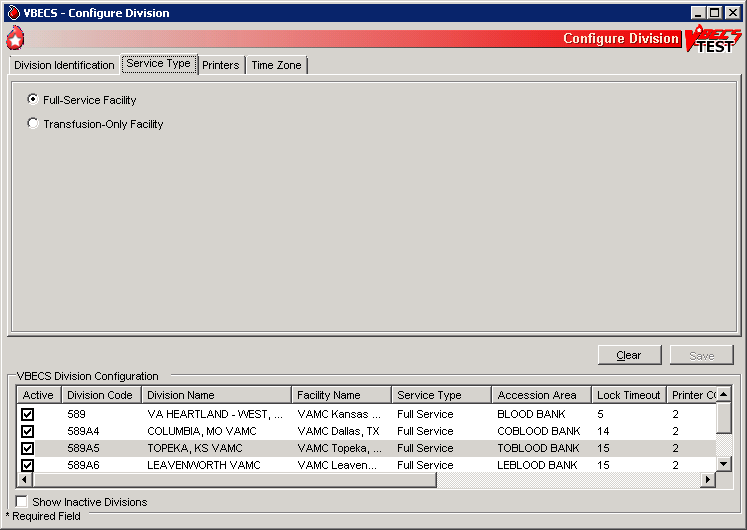 VBECS - Configure Division
Configure Division
VBECS
TEST
Division Identification Service Type Printers Time Zone
Full-Service Facility
Transfusion-Only Facility
Clear Save
VBECS Division Configuration
Active Division Code Division Name Facility Name Service Type Accession Area Lock Timeout Printer CO
589 VA HEARTLAND - WEST, ... VAMC Kansas ... Full Service BLOOD BANK 5 2
589A4 COLUMBIA, MO VAMC VAMC Dallas, TX Full Service COBLOOD BANK 14 2
589A5 TOPEKA, KS VAMC VAMC Topeka, ... Full Service TOBLOOD BANK 15 2
589A6 LEAVENWORTH VAMC VAMC Leaven... Full Service LEBLOOD BANK 15 2
Show Inactive Divisions
* Required Field